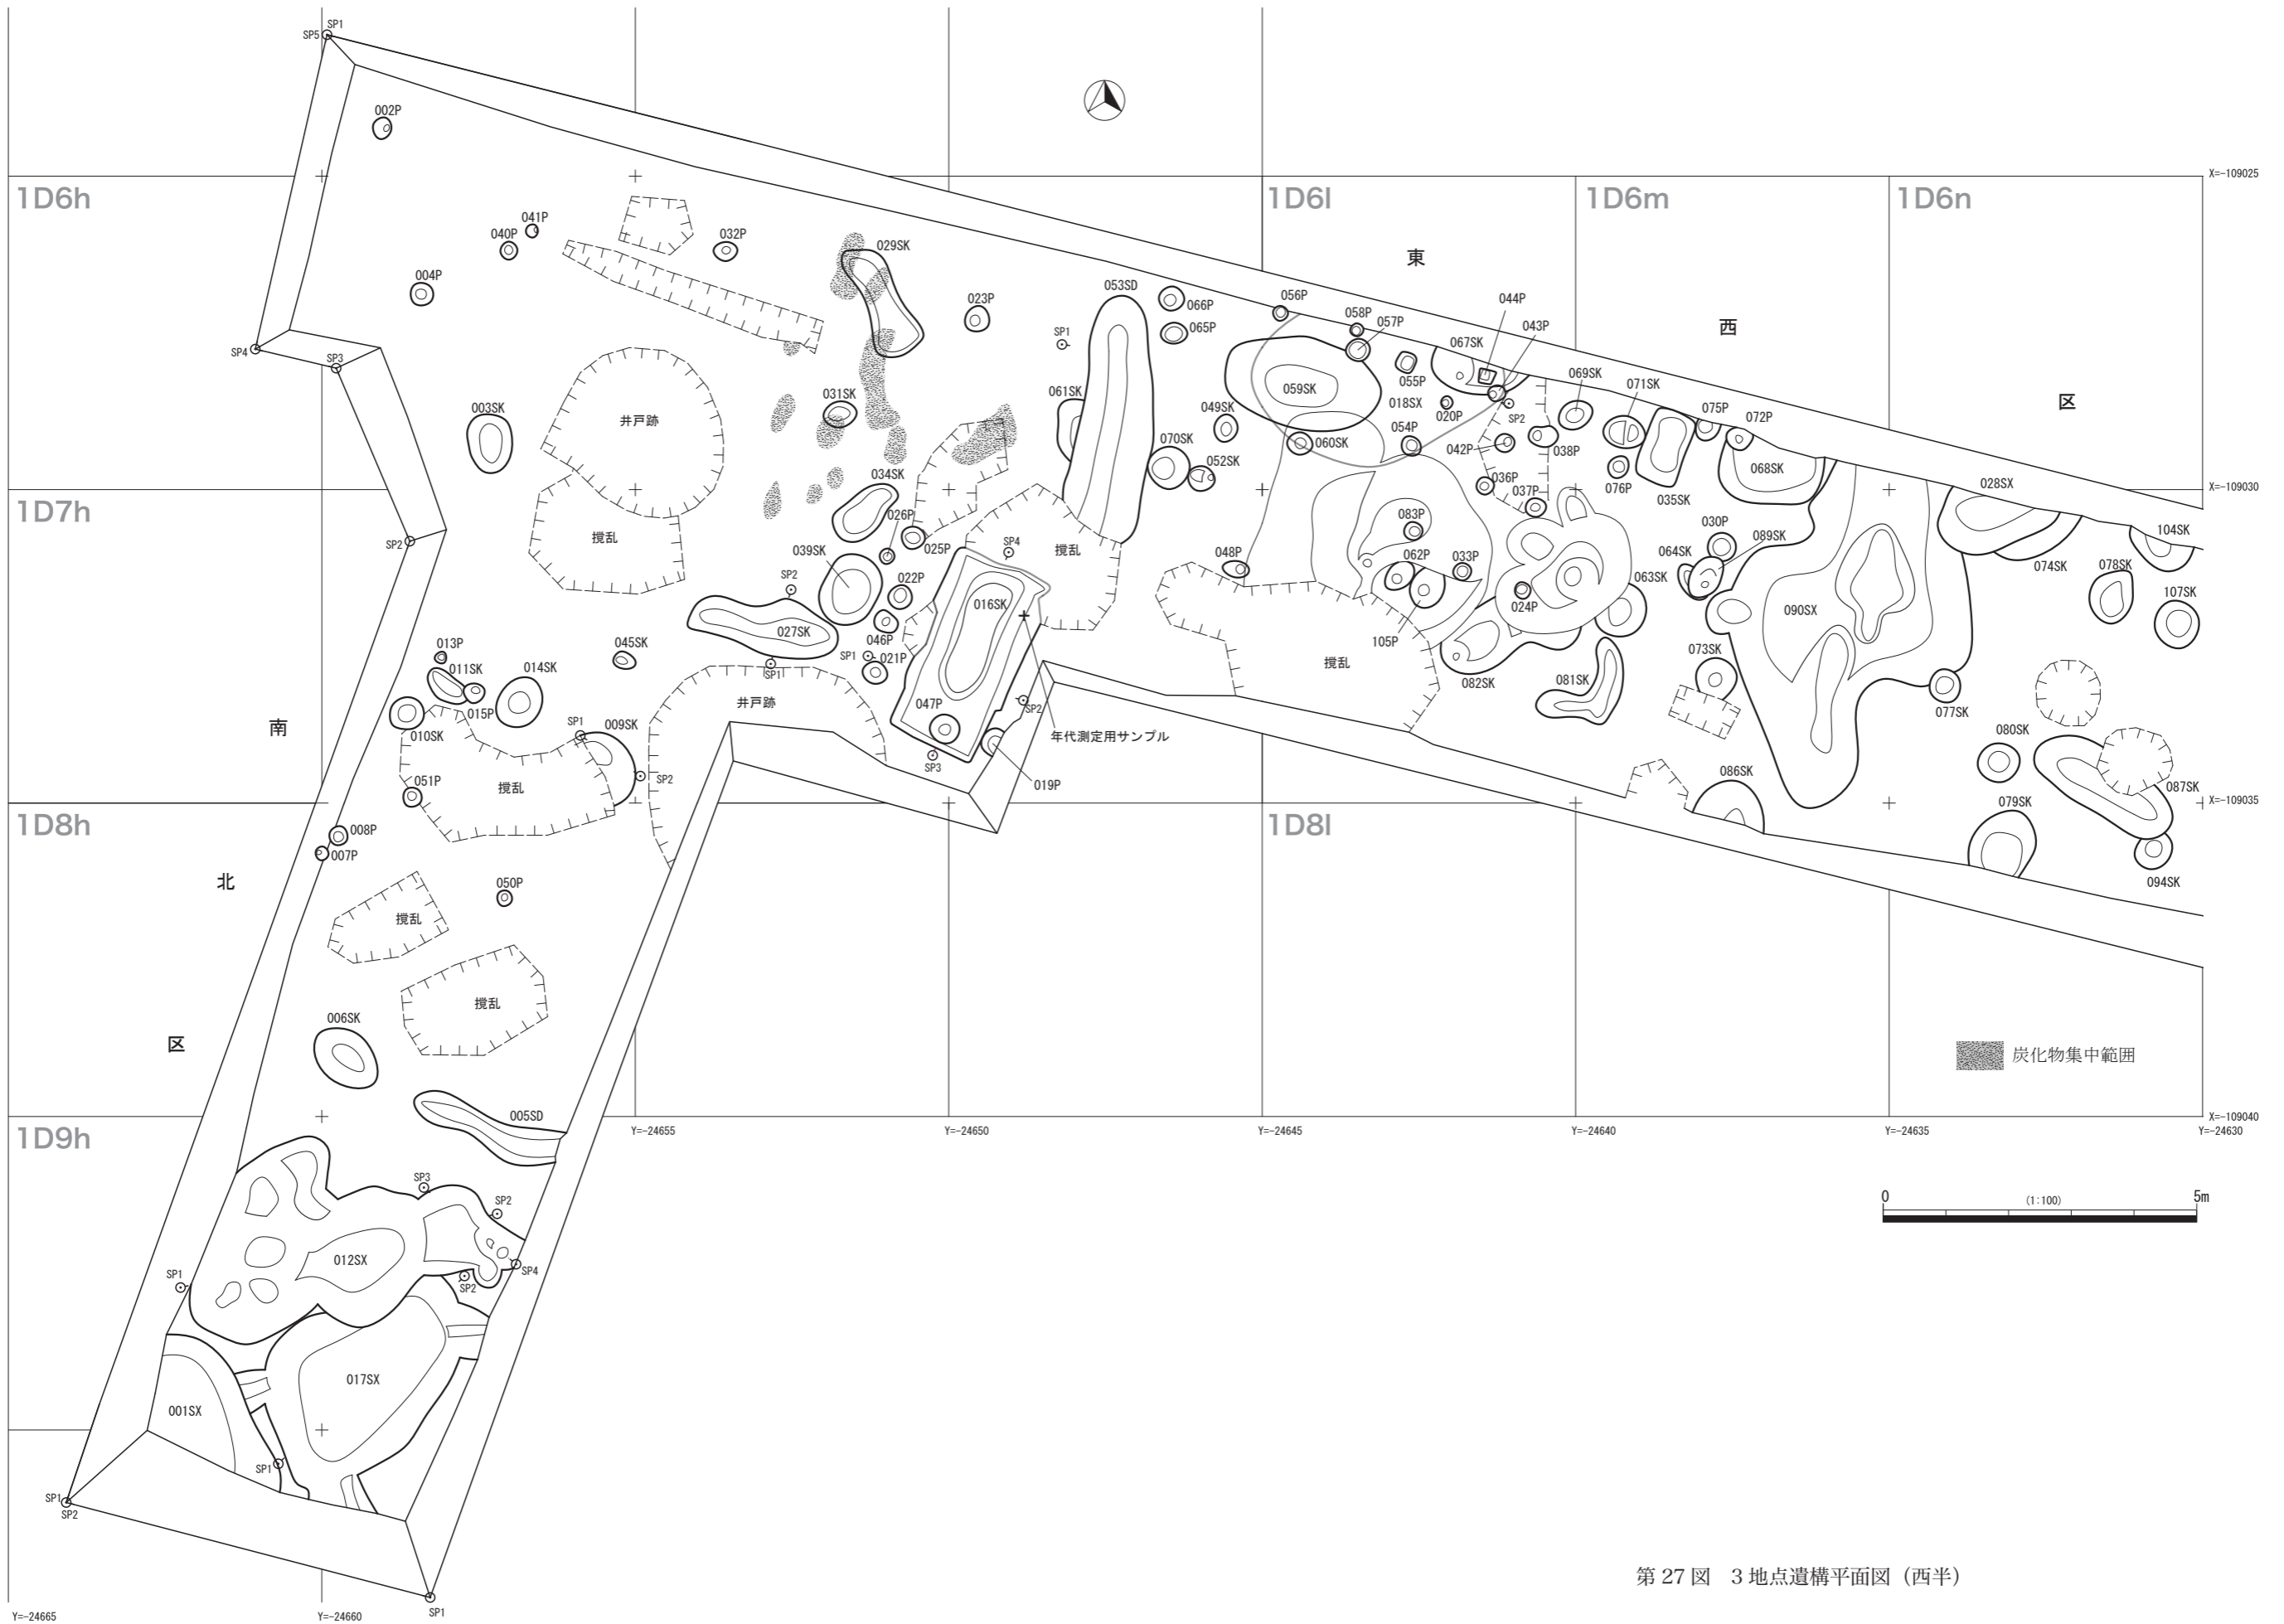 SP1
SP5
002P
X=-109025
1D6h
1D6l
1D6m
1D6n
041P
040P
032P
029SK
東
004P
053SD
023P
066P
056P
044P
西
SP1
065P
058P
057P
043P
067SK
SP4
SP3
069SK
071SK
055P
059SK
075P
072P
061SK
031SK
018SX
020P
区
003SK
049SK
SP2
井戸跡
060SK
054P
042P
038P
070SK
052SK
068SK
034SK
036P
076P
035SK
028SX
X=-109030
1D7h
037P
026P
083P
030P
089SK
104SK
SP2
攪乱
039SK
025P
SP4
攪乱
048P
062P
033P
064SK
074SK
078SK
SP2
022P
016SK
063SK
107SK
024P
090SX
027SK
046P
105P
013P
045SK
SP1
021P
073SK
011SK
014SK
SP1
攪乱
082SK
081SK
015P
井戸跡
047P
SP2
077SK
南
010SK
SP1
009SK
年代測定用サンプル
080SK
SP2
SP3
051P
攪乱
019P
086SK
087SK
079SK
X=-109035
1D8h
1D8l
008P
007P
094SK
北
050P
攪乱
攪乱
006SK
区
炭化物集中範囲
005SD
X=-109040
1D9h
Y=-24655
Y=-24650
Y=-24645
Y=-24640
Y=-24635
Y=-24630
SP3
SP2
0
(1:100)
5m
012SX
SP1
SP2
SP4
017SX
001SX
SP1
SP1
SP2
第 27 図 3 地点遺構平面図（西半）
SP1
Y=-24665
Y=-24660